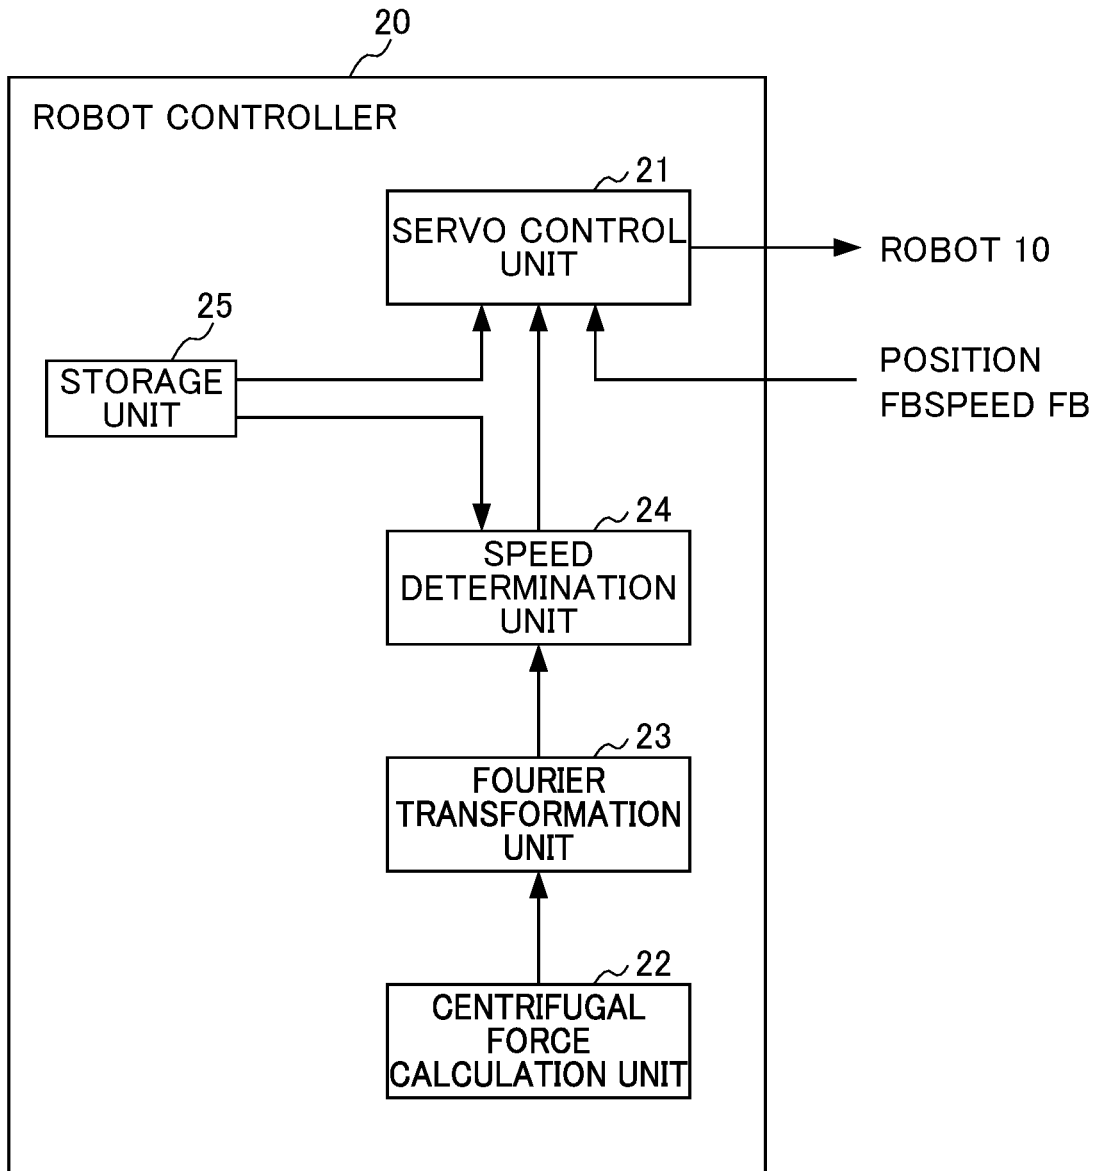 20
ROBOT CONTROLLER
21
SERVO CONTROL
UNIT
ROBOT 10
25
STORAGE
UNIT
POSITION
FBSPEED FB
24
SPEED
DETERMINATION
UNIT
23
FOURIER
TRANSFORMATION
UNIT
22
CENTRIFUGAL
FORCE
CALCULATION UNIT